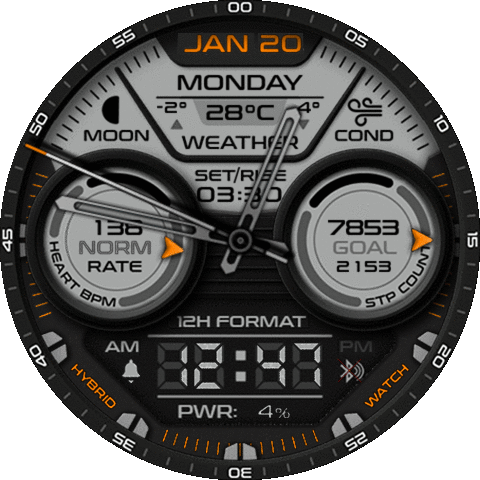 00
55
05
JAN 20
MONDAY
-2° 28°C 4°
MOON WEATHER COND
50
10
SET/RISE
03:30
136
NORM
RATE
HEART BPM
7853
GOAL
2153
STP COUNT
45
15
12H FORMAT
AM 12:47 PM
PWR: 4%
40
20
HYBRID
WATCH
35
25
30